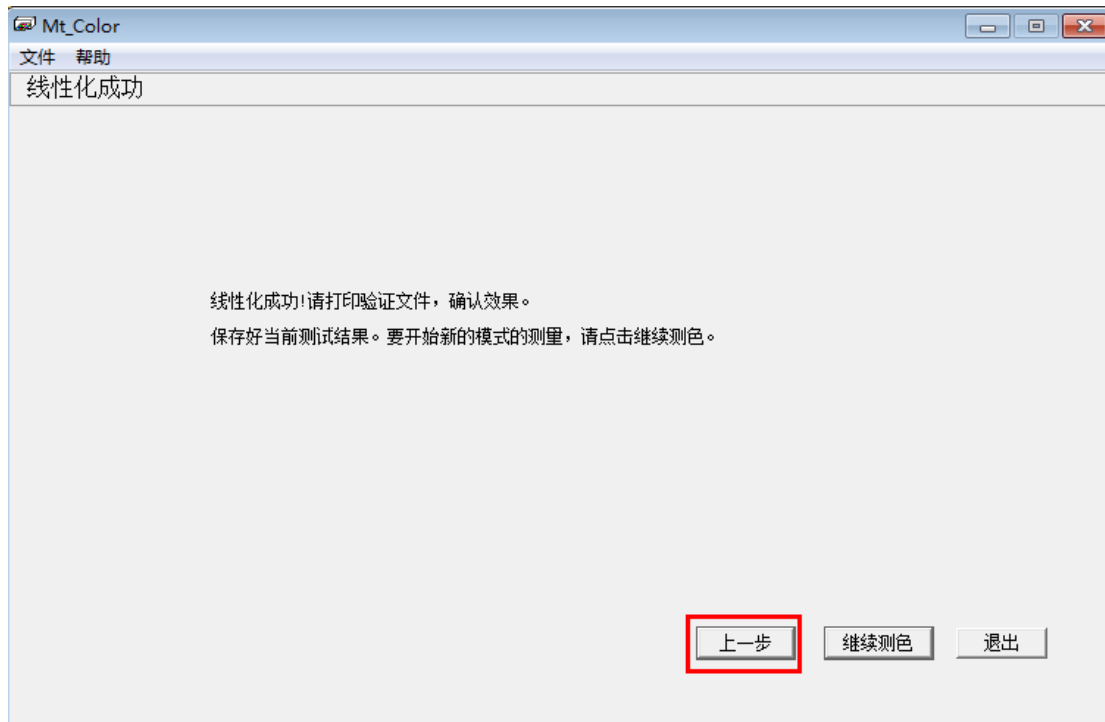 Mt_Color
文件 帮助
线性化成功
线性化成功!请打印验证文件，确认效果。
保存好当前测试结果。要开始新的模式的测量，请点击继续测色。
上一步 继续测色 退出